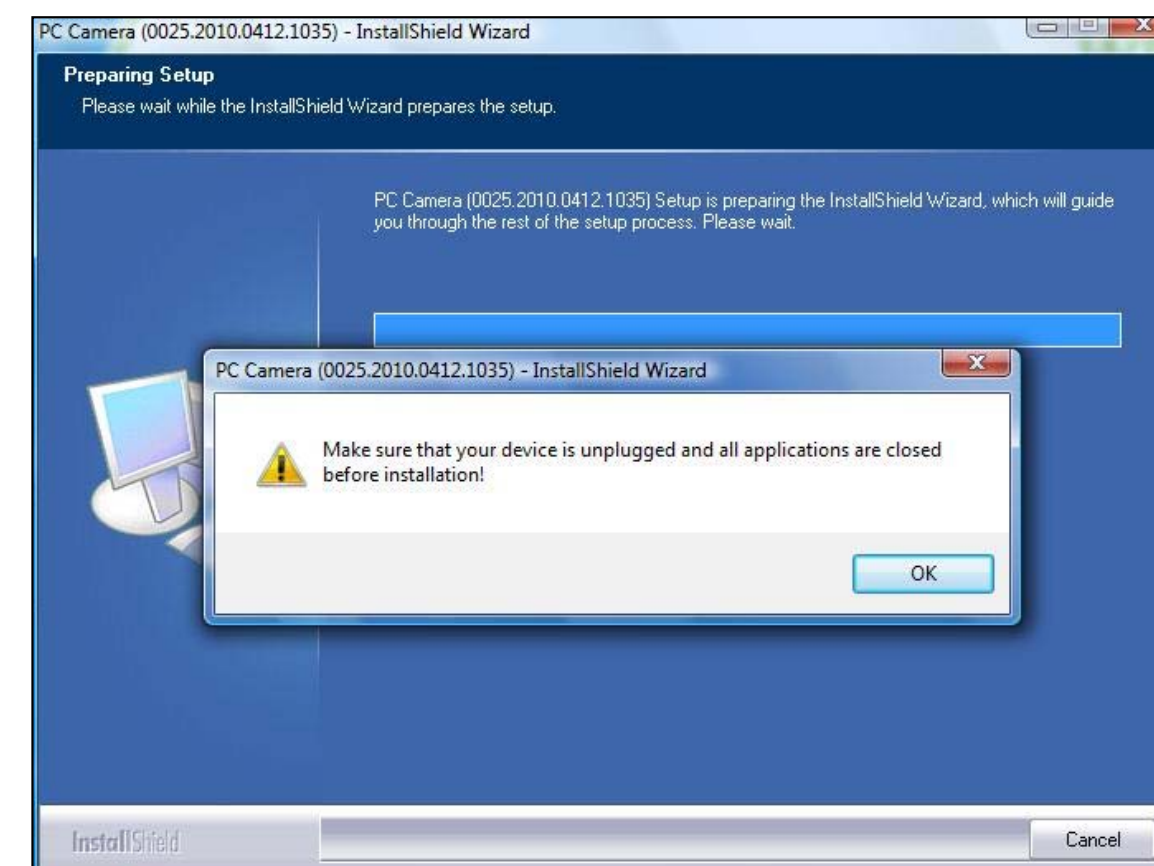 PC Camera (0025.2010.0412.1035) - InstallShield Wizard
Preparing Setup
Please wait while the InstallShield Wizard prepares the setup.
PC Camera (0025.2010.0412.1035) Setup is preparing the InstallShield Wizard, which will guide
you through the rest of the setup process. Please wait.
PC Camera (0025.2010.0412.1035) - InstallShield Wizard
Make sure that your device is unplugged and all applications are closed
before installation!
OK
InstallShield
Cancel